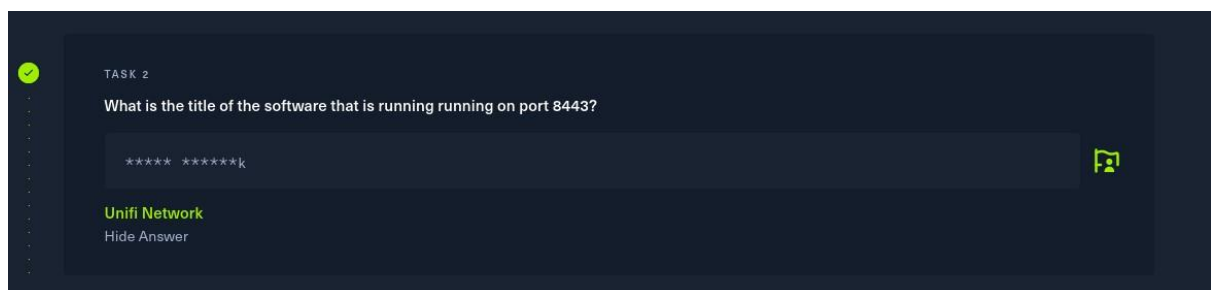 TASK 2
What is the title of the software that is running running on port 8443?
***** ******k
Unifi Network
Hide Answer